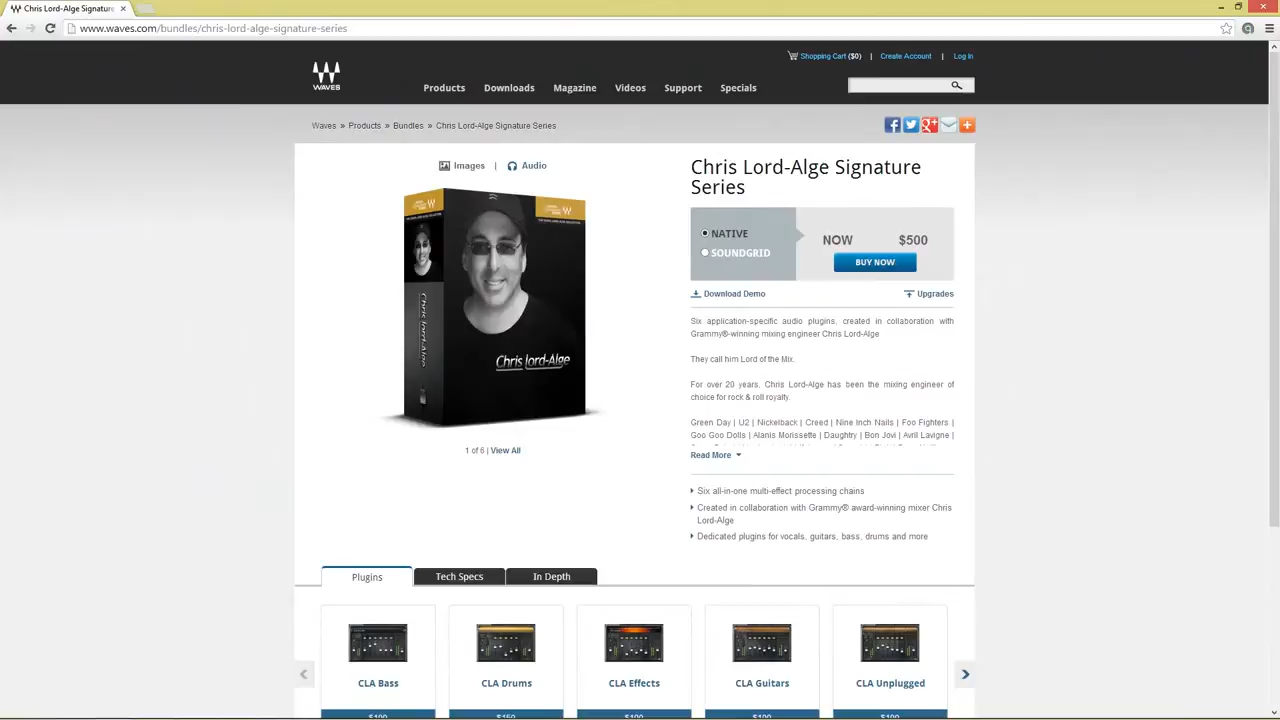 Chris Lord-Alge Signature
www.waves.com/bundles/chris-lord-alge-signature-series
Shopping Cart ($0) | Create Account | Log In
WAVES
Products Downloads Magazine Videos Support Specials
Waves » Products » Bundles » Chris Lord-Alge Signature Series
Images | Audio
Chris Lord-Alge Signature
Series
NATIVE
SOUNDGRID
NOW $500
BUY NOW
Download Demo
Upgrades
Six application-specific audio plugins, created in collaboration with
Grammy®-winning mixing engineer Chris Lord-Alge
They call him Lord of the Mix.
For over 20 years, Chris Lord-Alge has been the mixing engineer of
choice for rock & roll royalty.
Green Day | U2 | Nickelback | Creed | Nine Inch Nails | Foo Fighters |
Goo Goo Dolls | Alanis Morissette | Daughtry | Bon Jovi | Avril Lavigne |
Read More
Chris lord-Alge
Chris lord-Alge
1 of 6 | View All
Six all-in-one multi-effect processing chains
Created in collaboration with Grammy® award-winning mixer Chris
Lord-Alge
Dedicated plugins for vocals, guitars, bass, drums and more
Plugins
Tech Specs
In Depth
CLA Bass
CLA Drums
CLA Effects
CLA Guitars
CLA Unplugged
$100
$150
$100
$100
$100